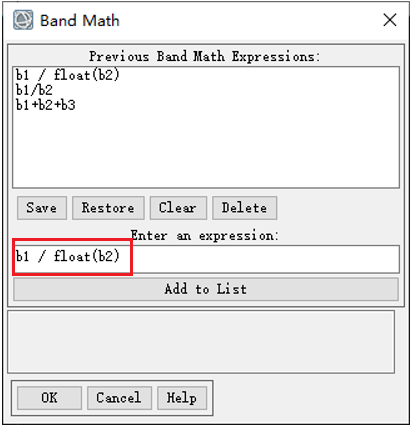 Band Math
Previous Band Math Expressions:
b1 / float(b2)
b1/b2
b1+b2+b3
Save Restore Clear Delete
Enter an expression:
b1 / float(b2)
Add to List
OK Cancel Help